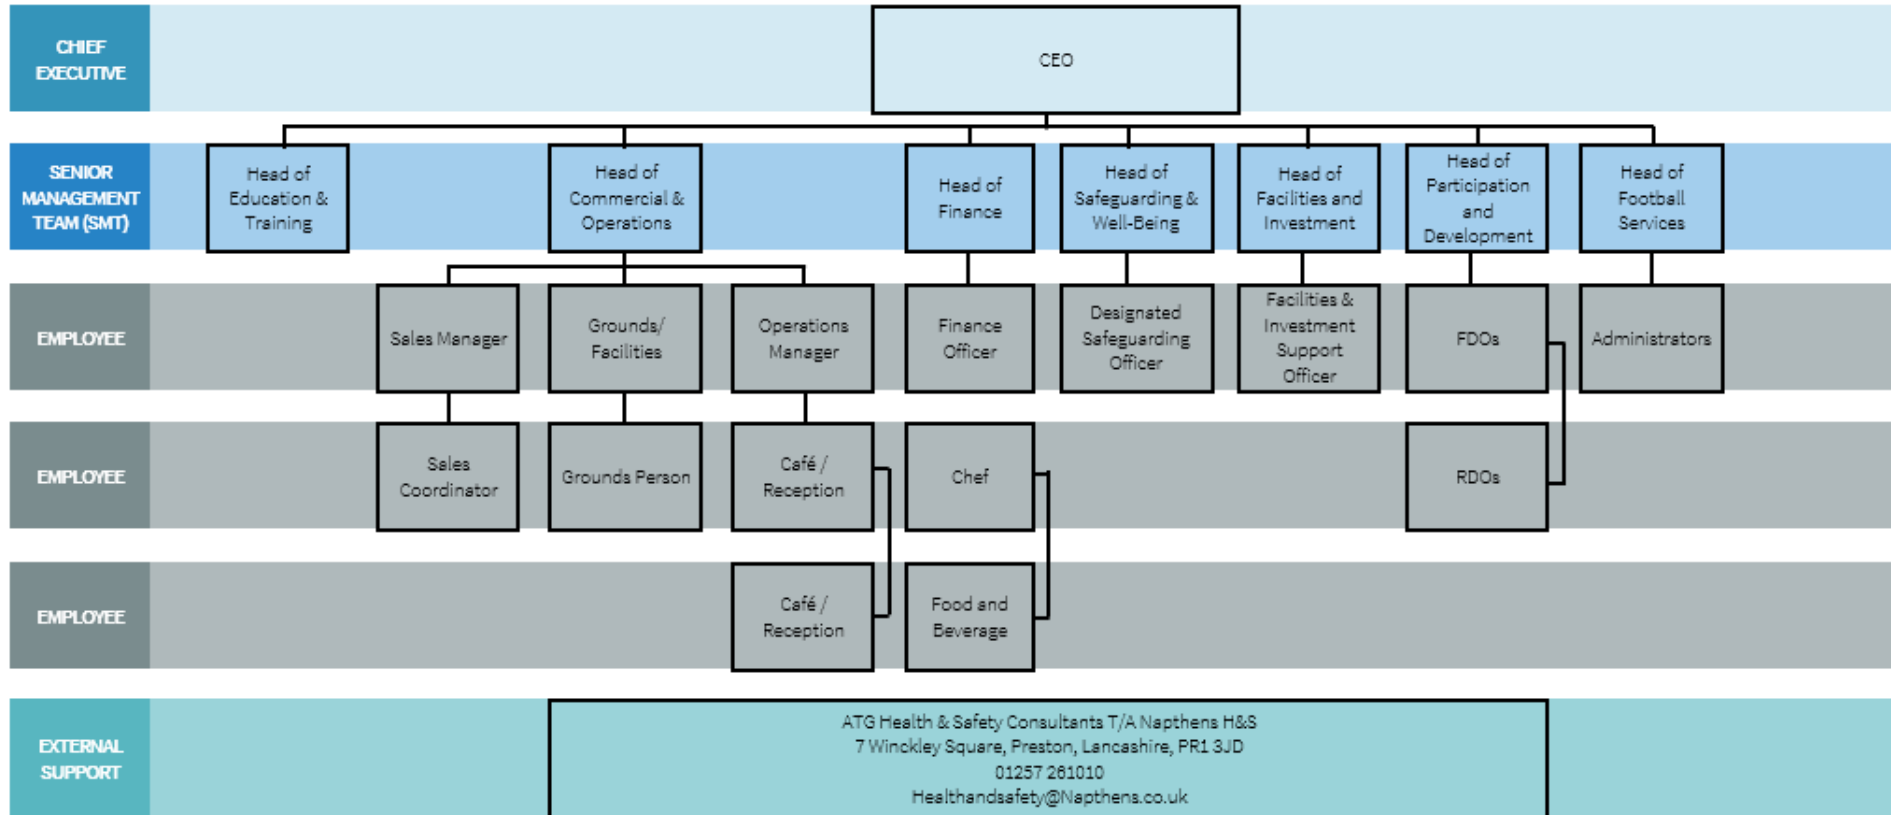 CHIEF
EXECUTIVE
CEO
SENIOR
MANAGEMENT
TEAM (SMT)
Head of
Education &
Training
Head of
Commercial &
Operations
Head of
Finance
Head of
Safeguarding &
Well-Being
Head of
Facilities and
Investment
Head of
Participation
and
Development
Head of
Football
Services
EMPLOYEE
Sales Manager
Grounds/
Facilities
Operations
Manager
Finance
Officer
Designated
Safeguarding
Officer
Facilities &
Investment
Support
Officer
FDOs
Administrators
EMPLOYEE
Sales
Coordinator
Grounds Person
Café /
Reception
Chef
RDOs
EMPLOYEE
Café /
Reception
Food and
Beverage
EXTERNAL
SUPPORT
ATG Health & Safety Consultants T/A Napthens H&S
7 Winckley Square, Preston, Lancashire, PR1 3JD
01257 261010
Healthandsafety@Napthens.co.uk